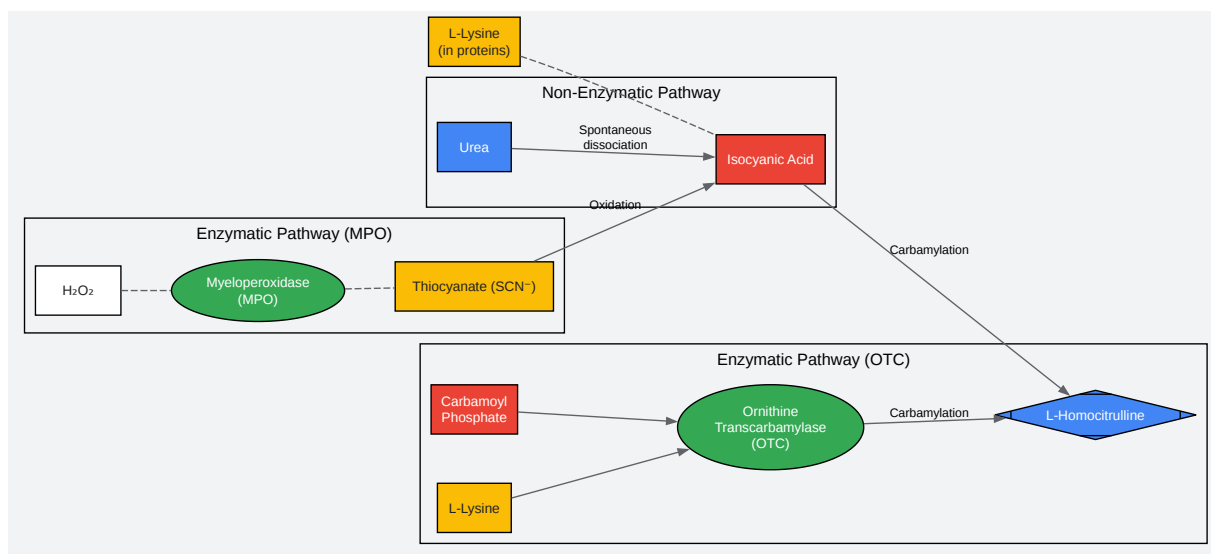 L-Lysine
(in proteins)
Non-Enzymatic Pathway
Urea
Spontaneous
dissociation
Isocyanic Acid
Oxidation
Enzymatic Pathway (MPO)
H₂O₂
Myeloperoxidase
(MPO)
Thiocyanate (SCN⁻)
Carbamylation
Enzymatic Pathway (OTC)
Carbamoyl
Phosphate
Ornithine
Transcarbamylase
(OTC)
Carbamylation
L-Homocitrulline
L-Lysine